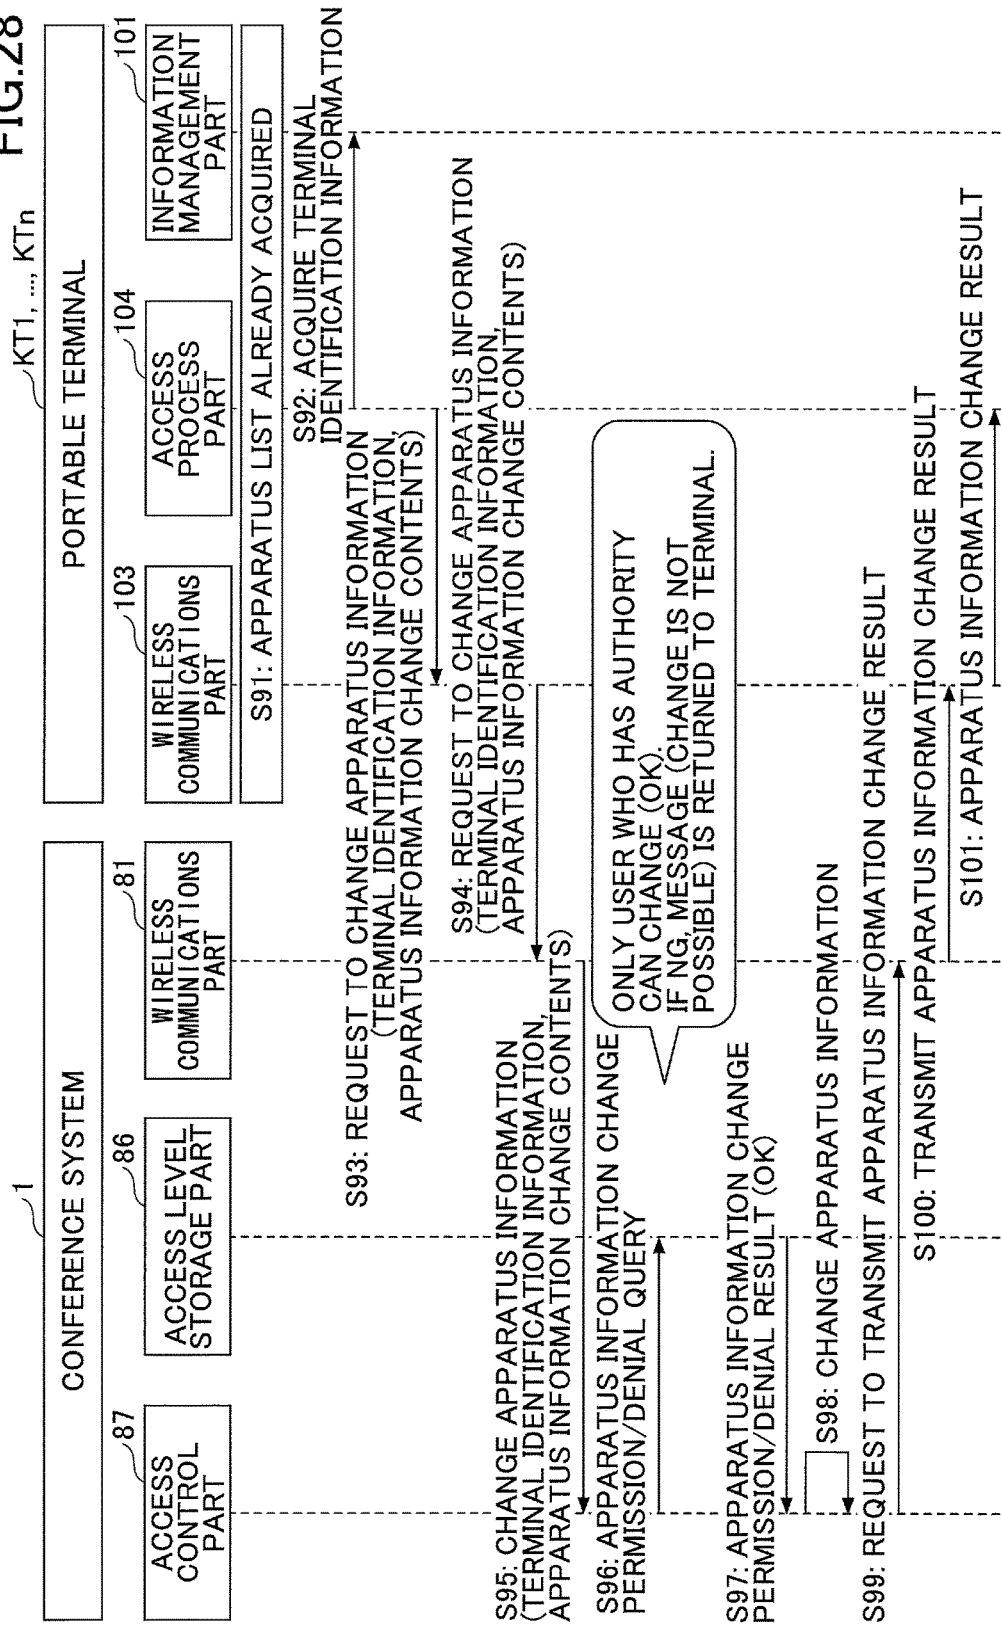 FIG.28
1
CONFERENCE SYSTEM
KT1, ..., KTn
PORTABLE TERMINAL
87
ACCESS
CONTROL
PART
86
ACCESS LEVEL
STORAGE PART
81
WIRELESS
COMMUNICATIONS
PART
103
WIRELESS
COMMUNICATIONS
PART
104
ACCESS
PROCESS
PART
101
INFORMATION
MANAGEMENT
PART
S91: APPARATUS LIST ALREADY ACQUIRED
S92: ACQUIRE TERMINAL
IDENTIFICATION INFORMATION
S93: REQUEST TO CHANGE APPARATUS INFORMATION
(TERMINAL IDENTIFICATION INFORMATION,
APPARATUS INFORMATION CHANGE CONTENTS)
S94: REQUEST TO CHANGE APPARATUS INFORMATION
(TERMINAL IDENTIFICATION INFORMATION,
APPARATUS INFORMATION CHANGE CONTENTS)
S95: CHANGE APPARATUS INFORMATION
(TERMINAL IDENTIFICATION INFORMATION,
APPARATUS INFORMATION CHANGE CONTENTS)
S96: APPARATUS INFORMATION CHANGE
PERMISSION/DENIAL QUERY
ONLY USER WHO HAS AUTHORITY
CAN CHANGE (OK).
IF NG, MESSAGE (CHANGE IS NOT
POSSIBLE) IS RETURNED TO TERMINAL.
S97: APPARATUS INFORMATION CHANGE
PERMISSION/DENIAL RESULT (OK)
S98: CHANGE APPARATUS INFORMATION
S99: REQUEST TO TRANSMIT APPARATUS INFORMATION CHANGE RESULT
S100: TRANSMIT APPARATUS INFORMATION CHANGE RESULT
S101: APPARATUS INFORMATION CHANGE RESULT